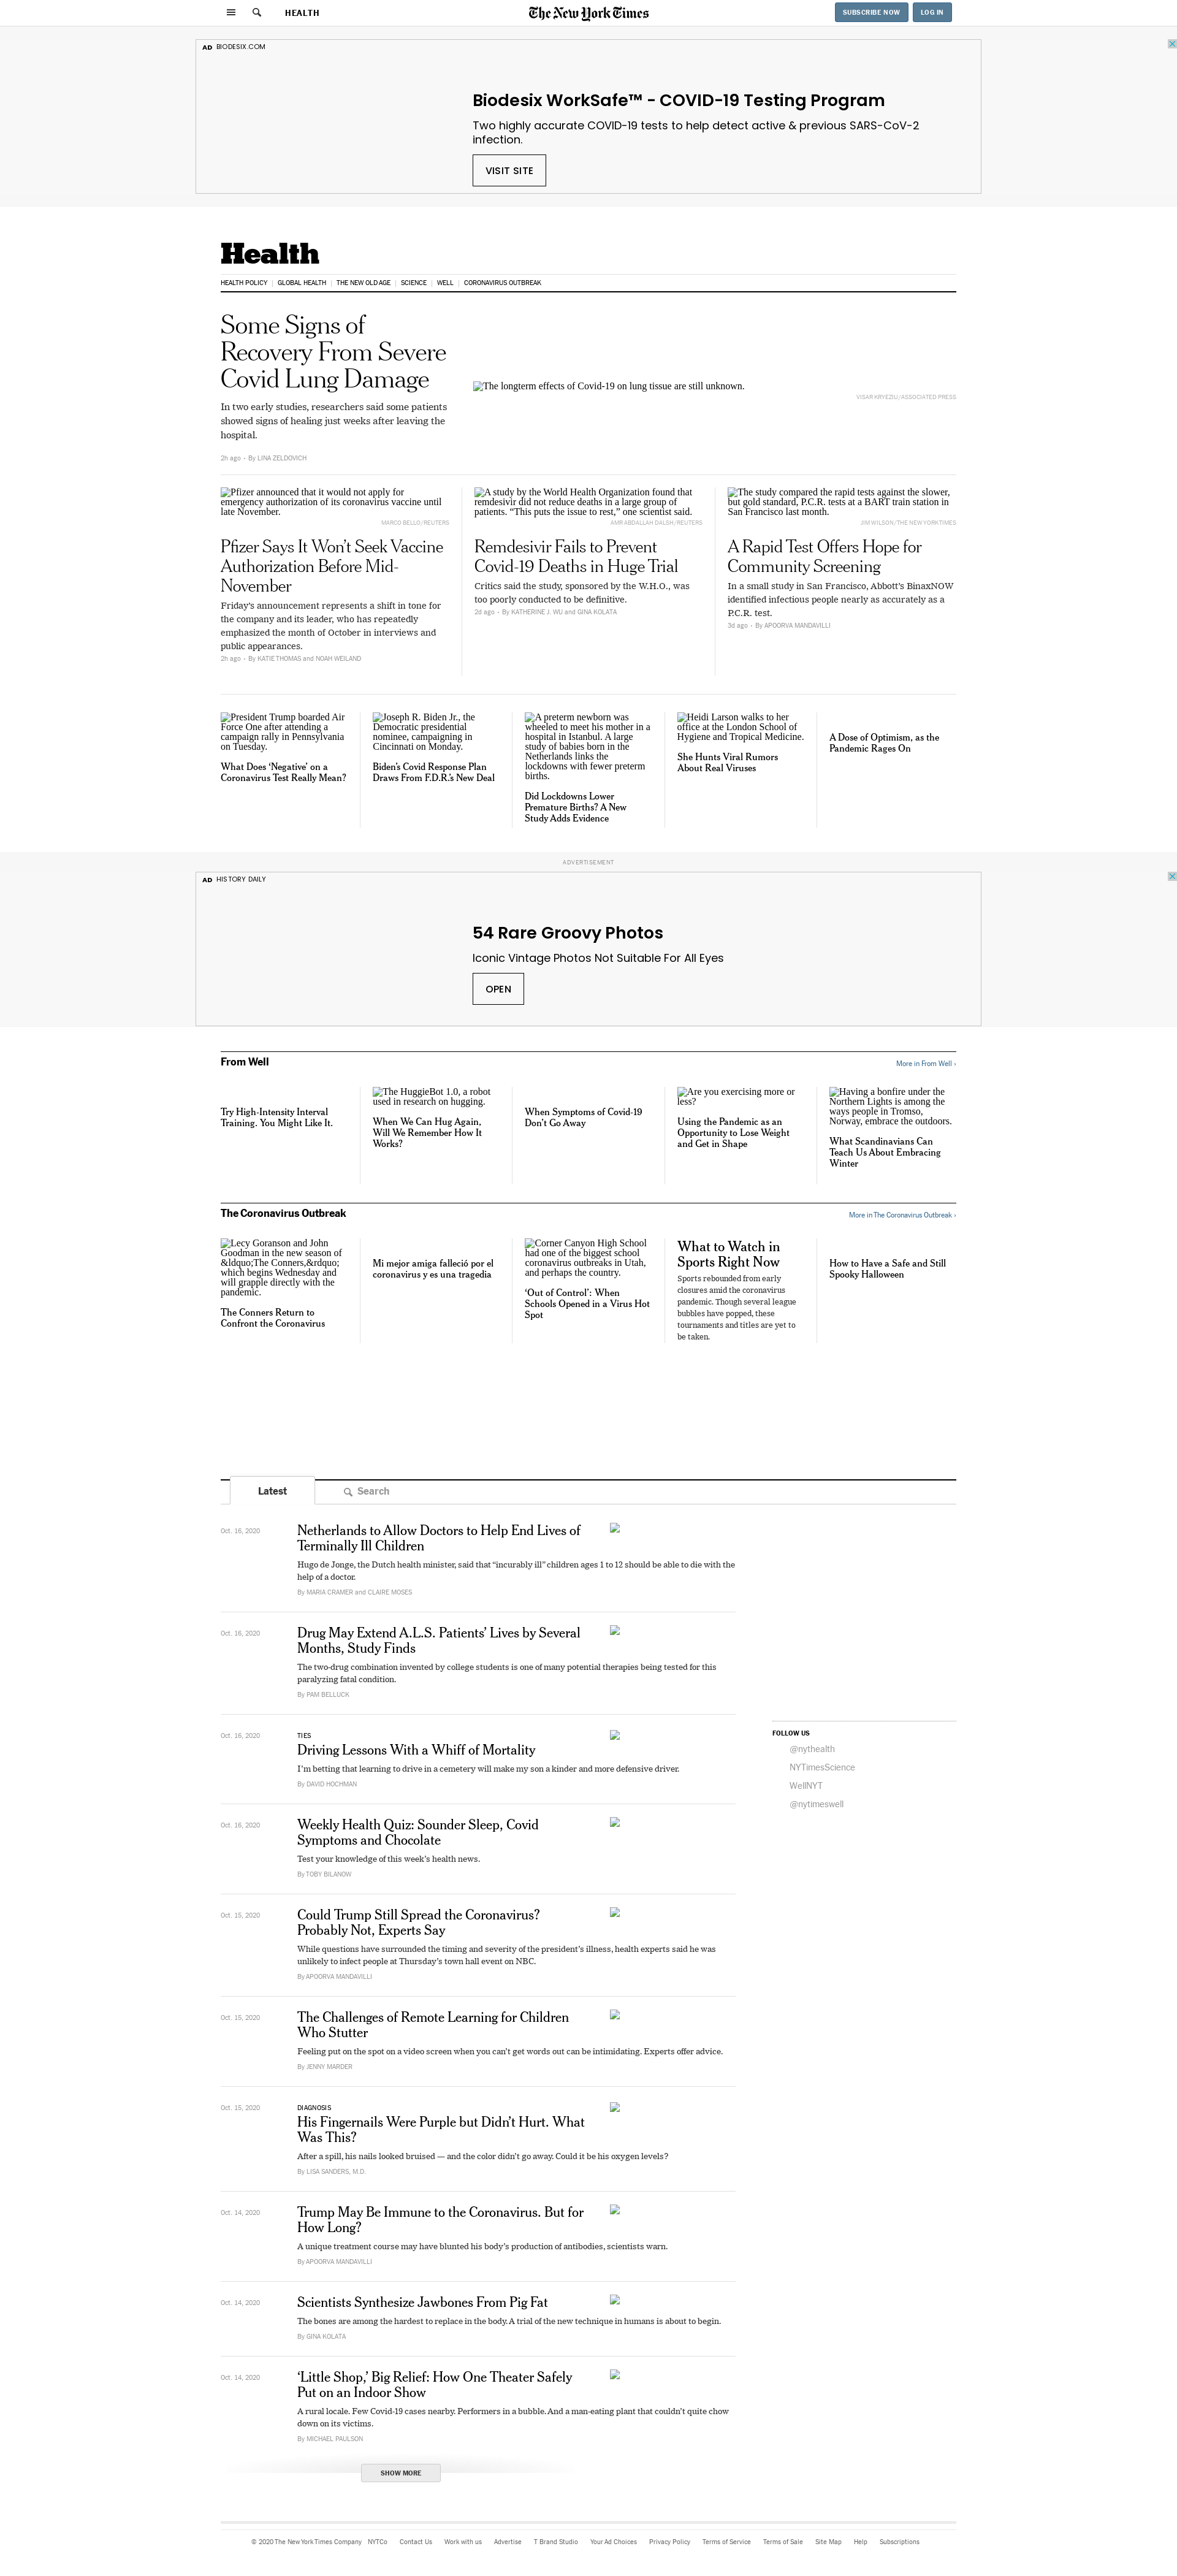 HEALTH
The New York Times
SUBSCRIBE NOW
LOG IN
AD BIODESIX.COM
Biodesix WorkSafe™ - COVID-19 Testing Program
Two highly accurate COVID-19 tests to help detect active & previous SARS-CoV-2
infection.
VISIT SITE
Health
HEALTH POLICY
GLOBAL HEALTH
THE NEW OLD AGE
SCIENCE
WELL
CORONAVIRUS OUTBREAK
Some Signs of
Recovery From Severe
Covid Lung Damage
In two early studies, researchers said some patients
showed signs of healing just weeks after leaving the
hospital.
2h ago • By LINA ZELDOVICH
The longterm effects of Covid-19 on lung tissue are still unknown.
VISAR KRYEZIU/ASSOCIATED PRESS
Pfizer announced that it would not apply for
emergency authorization of its coronavirus vaccine until
late November.
MARCO BELLO/REUTERS
Pfizer Says It Won’t Seek Vaccine
Authorization Before Mid-
November
Friday’s announcement represents a shift in tone for
the company and its leader, who has repeatedly
emphasized the month of October in interviews and
public appearances.
2h ago • By KATIE THOMAS and NOAH WEILAND
A study by the World Health Organization found that
remdesivir did not reduce deaths in a large group of
patients. “This puts the issue to rest,” one scientist said.
AMR ABDALLAH DALSH/REUTERS
Remdesivir Fails to Prevent
Covid-19 Deaths in Huge Trial
Critics said the study, sponsored by the W.H.O., was
too poorly conducted to be definitive.
2d ago • By KATHERINE J. WU and GINA KOLATA
The study compared the rapid tests against the slower,
but gold standard, P.C.R. tests at a BART train station in
San Francisco last month.
JIM WILSON/THE NEW YORK TIMES
A Rapid Test Offers Hope for
Community Screening
In a small study in San Francisco, Abbott’s BinaxNOW
identified infectious people nearly as accurately as a
P.C.R. test.
3d ago • By APOORVA MANDAVILLI
President Trump boarded Air
Force One after attending a
campaign rally in Pennsylvania
on Tuesday.
What Does ‘Negative’ on a
Coronavirus Test Really Mean?
Joseph R. Biden Jr., the
Democratic presidential
nominee, campaigning in
Cincinnati on Monday.
Biden’s Covid Response Plan
Draws From F.D.R.’s New Deal
A preterm newborn was
wheeled to meet his mother in a
hospital in Istanbul. A large
study of babies born in the
Netherlands links the
lockdowns with fewer preterm
births.
Did Lockdowns Lower
Premature Births? A New
Study Adds Evidence
Heidi Larson walks to her
office at the London School of
Hygiene and Tropical Medicine.
She Hunts Viral Rumors
About Real Viruses
A Dose of Optimism, as the
Pandemic Rages On
ADVERTISEMENT
AD HISTORY DAILY
54 Rare Groovy Photos
Iconic Vintage Photos Not Suitable For All Eyes
OPEN
From Well
More in From Well ›
Try High-Intensity Interval
Training. You Might Like It.
The HuggieBot 1.0, a robot
used in research on hugging.
When We Can Hug Again,
Will We Remember How It
Works?
When Symptoms of Covid-19
Don’t Go Away
Are you exercising more or
less?
Using the Pandemic as an
Opportunity to Lose Weight
and Get in Shape
Having a bonfire under the
Northern Lights is among the
ways people in Tromso,
Norway, embrace the outdoors.
What Scandinavians Can
Teach Us About Embracing
Winter
The Coronavirus Outbreak
More in The Coronavirus Outbreak ›
Lecy Goranson and John
Goodman in the new season of
&ldquo;The Conners,&rdquo;
which begins Wednesday and
will grapple directly with the
pandemic.
The Conners Return to
Confront the Coronavirus
Mi mejor amiga falleció por el
coronavirus y es una tragedia
Corner Canyon High School
had one of the biggest school
coronavirus outbreaks in Utah,
and perhaps the country.
‘Out of Control’: When
Schools Opened in a Virus Hot
Spot
What to Watch in
Sports Right Now
Sports rebounded from early
closures amid the coronavirus
pandemic. Though several league
bubbles have popped, these
tournaments and titles are yet to
be taken.
How to Have a Safe and Still
Spooky Halloween
Latest
Search
Oct. 16, 2020
Netherlands to Allow Doctors to Help End Lives of
Terminally Ill Children
Hugo de Jonge, the Dutch health minister, said that “incurably ill” children ages 1 to 12 should be able to die with the
help of a doctor.
By MARIA CRAMER and CLAIRE MOSES
Oct. 16, 2020
Drug May Extend A.L.S. Patients’ Lives by Several
Months, Study Finds
The two-drug combination invented by college students is one of many potential therapies being tested for this
paralyzing fatal condition.
By PAM BELLUCK
Oct. 16, 2020
TIES
Driving Lessons With a Whiff of Mortality
I’m betting that learning to drive in a cemetery will make my son a kinder and more defensive driver.
By DAVID HOCHMAN
Oct. 16, 2020
Weekly Health Quiz: Sounder Sleep, Covid
Symptoms and Chocolate
Test your knowledge of this week’s health news.
By TOBY BILANOW
Oct. 15, 2020
Could Trump Still Spread the Coronavirus?
Probably Not, Experts Say
While questions have surrounded the timing and severity of the president’s illness, health experts said he was
unlikely to infect people at Thursday’s town hall event on NBC.
By APOORVA MANDAVILLI
Oct. 15, 2020
The Challenges of Remote Learning for Children
Who Stutter
Feeling put on the spot on a video screen when you can’t get words out can be intimidating. Experts offer advice.
By JENNY MARDER
Oct. 15, 2020
DIAGNOSIS
His Fingernails Were Purple but Didn’t Hurt. What
Was This?
After a spill, his nails looked bruised — and the color didn’t go away. Could it be his oxygen levels?
By LISA SANDERS, M.D.
Oct. 14, 2020
Trump May Be Immune to the Coronavirus. But for
How Long?
A unique treatment course may have blunted his body’s production of antibodies, scientists warn.
By APOORVA MANDAVILLI
Oct. 14, 2020
Scientists Synthesize Jawbones From Pig Fat
The bones are among the hardest to replace in the body. A trial of the new technique in humans is about to begin.
By GINA KOLATA
Oct. 14, 2020
‘Little Shop,’ Big Relief: How One Theater Safely
Put on an Indoor Show
A rural locale. Few Covid-19 cases nearby. Performers in a bubble. And a man-eating plant that couldn’t quite chow
down on its victims.
By MICHAEL PAULSON
SHOW MORE
FOLLOW US
@nythealth
NYTimesScience
WellNYT
@nytimeswell
© 2020 The New York Times Company NYTCo Contact Us Work with us Advertise T Brand Studio Your Ad Choices Privacy Policy Terms of Service Terms of Sale Site Map Help Subscriptions